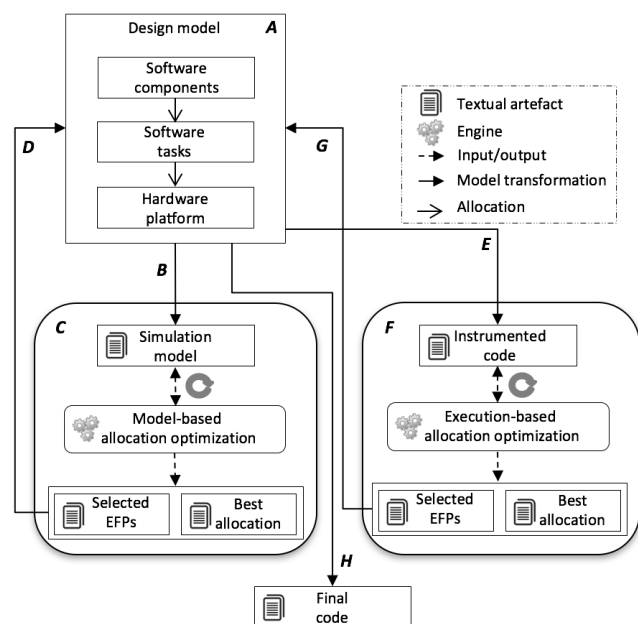 Design model
A
Software
components
Software
tasks
Hardware
platform
Textual artefact
Engine
Input/output
Model transformation
Allocation
D
G
B
E
C
Simulation
model
Model-based
allocation optimization
Selected
EFPs
Best
allocation
F
Instrumented
code
Execution-based
allocation optimization
Selected
EFPs
Best
allocation
H
Final
code